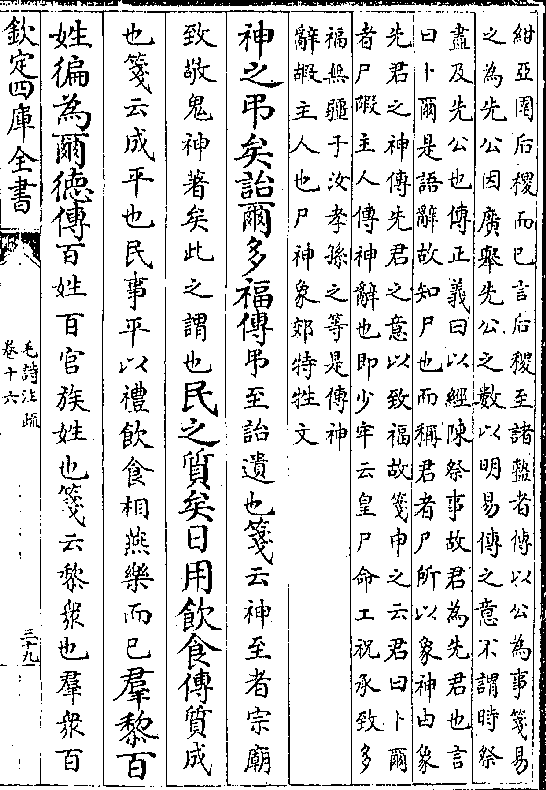 紺亞圉后稷而已言后稷至諸盩者傳以公為事箋易
之為先公因廣舉先公之數以明易傳之意不謂時祭
盡及先公也傳正義曰以經陳祭事故君為先君也言
曰卜爾是語辭故知尸也而稱君者尸所以象神由象
先君之神傳先君之意以致福故箋申之云君曰卜爾
者尸嘏主人傳神辭也即少牢云皇尸命工祝承致多
福無疆于汝孝孫之等是傳神
辭嘏主人也尸神象郊特牲文
神之弔矣詒爾多福傳弔至詒遺也箋云神至者宗廟
致敬鬼神著矣此之謂也民之質矣日用飲食傳質成
也箋云成平也民事平以禮飲食相燕樂而已羣黎百
姓徧為爾德傳百姓百官族姓也箋云黎衆也羣衆百
欽定四庫全書
毛詩注疏
卷十六
三十九